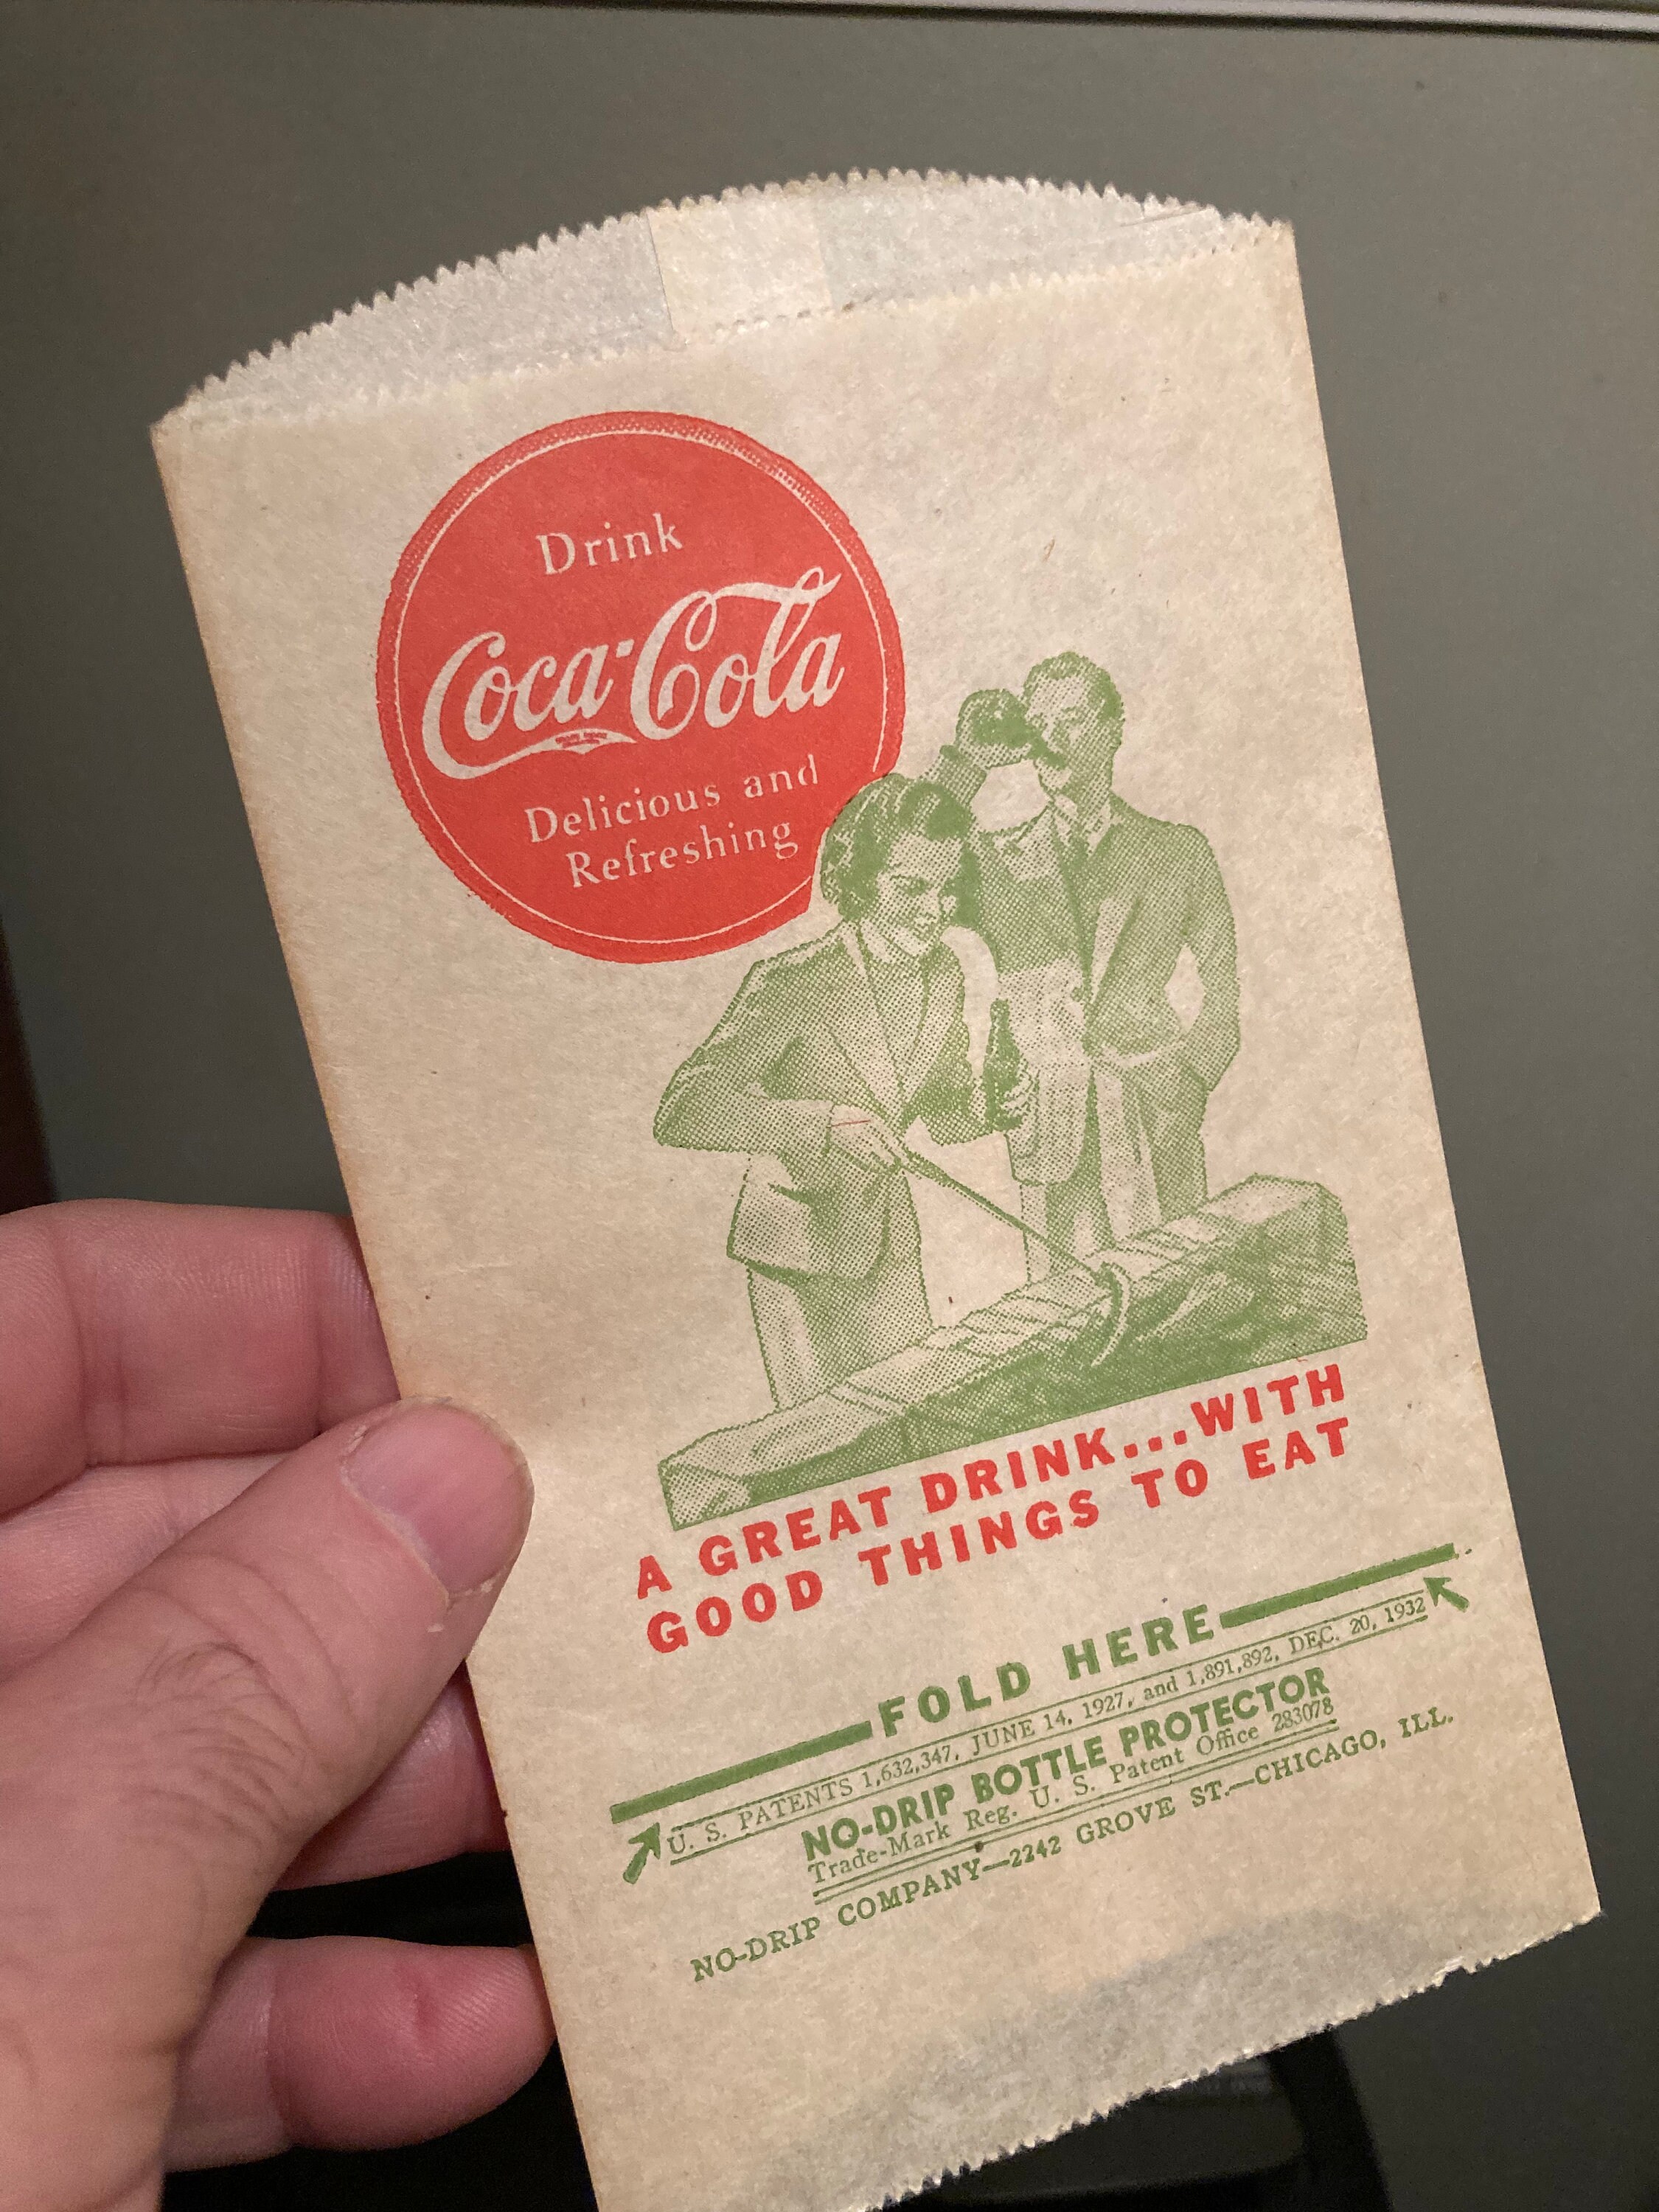 Drink
Coca-Cola
Delicious and
Refreshing
A GREAT DRINK...WITH
GOOD THINGS TO EAT
FOLD HERE
U. S. PATENTS 1,632,347, JUNE 14, 1927, and 1,891,892, DEC. 20, 1932
NO-DRIP BOTTLE PROTECTOR
Trade-Mark Reg. U. S. Patent Office 283078
NO-DRIP COMPANY—2242 GROVE ST.—CHICAGO, ILL.